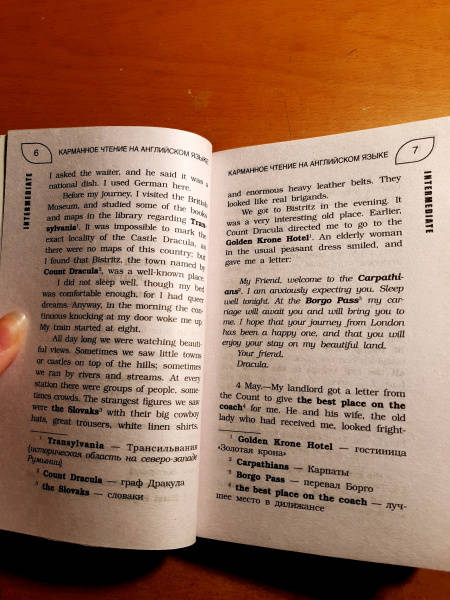 6
КАРМАННОЕ ЧТЕНИЕ НА АНГЛИЙСКОМ ЯЗЫКЕ
INTERMEDIATE
I asked the waiter, and he said it was a
national dish. I used German here.
Before my journey, I visited the British
Museum, and studied some of the books
and maps in the library regarding Tran-
sylvania¹. It was impossible to mark the
exact locality of the Castle Dracula, as
there were no maps of this country; but
I found that Bistritz, the town named by
Count Dracula², was a well-known place.
I did not sleep well, though my bed
was comfortable enough, for I had queer
dreams. Anyway, in the morning the con-
tinuous knocking at my door woke me up.
My train started at eight.
All day long we were watching beauti-
ful views. Sometimes we saw little towns
or castles on top of the hills; sometimes
we ran by rivers and streams. At every
station there were groups of people, some-
times crowds. The strangest figures we saw
were the Slovaks³ with their big cowboy
hats, great trousers, white linen shirts,
¹ Transylvania — Трансильвания
(историческая область на северо-западе
Румынии)
² Count Dracula — граф Дракула
³ the Slovaks — словаки
КАРМАННОЕ ЧТЕНИЕ НА АНГЛИЙСКОМ ЯЗЫКЕ
7
INTERMEDIATE
and enormous heavy leather belts. They
looked like real brigands.
We got to Bistritz in the evening. It
was a very interesting old place. Earlier,
Count Dracula directed me to go to the
Golden Krone Hotel¹. An elderly woman
in the usual peasant dress smiled, and
gave me a letter:
My Friend, welcome to the Carpathi-
ans². I am anxiously expecting you. Sleep
well tonight. At the Borgo Pass³ my car-
riage will await you and will bring you to
me. I hope that your journey from London
has been a happy one, and that you will
enjoy your stay on my beautiful land.
Your friend,
Dracula.
4 May.—My landlord got a letter from
the Count to give the best place on the
coach⁴ for me. He and his wife, the old
lady who had received me, looked fright-
¹ Golden Krone Hotel — гостиница
«Золотая крона»
² Carpathians — Карпаты
³ Borgo Pass — перевал Борго
⁴ the best place on the coach — луч-
шее место в дилижансе